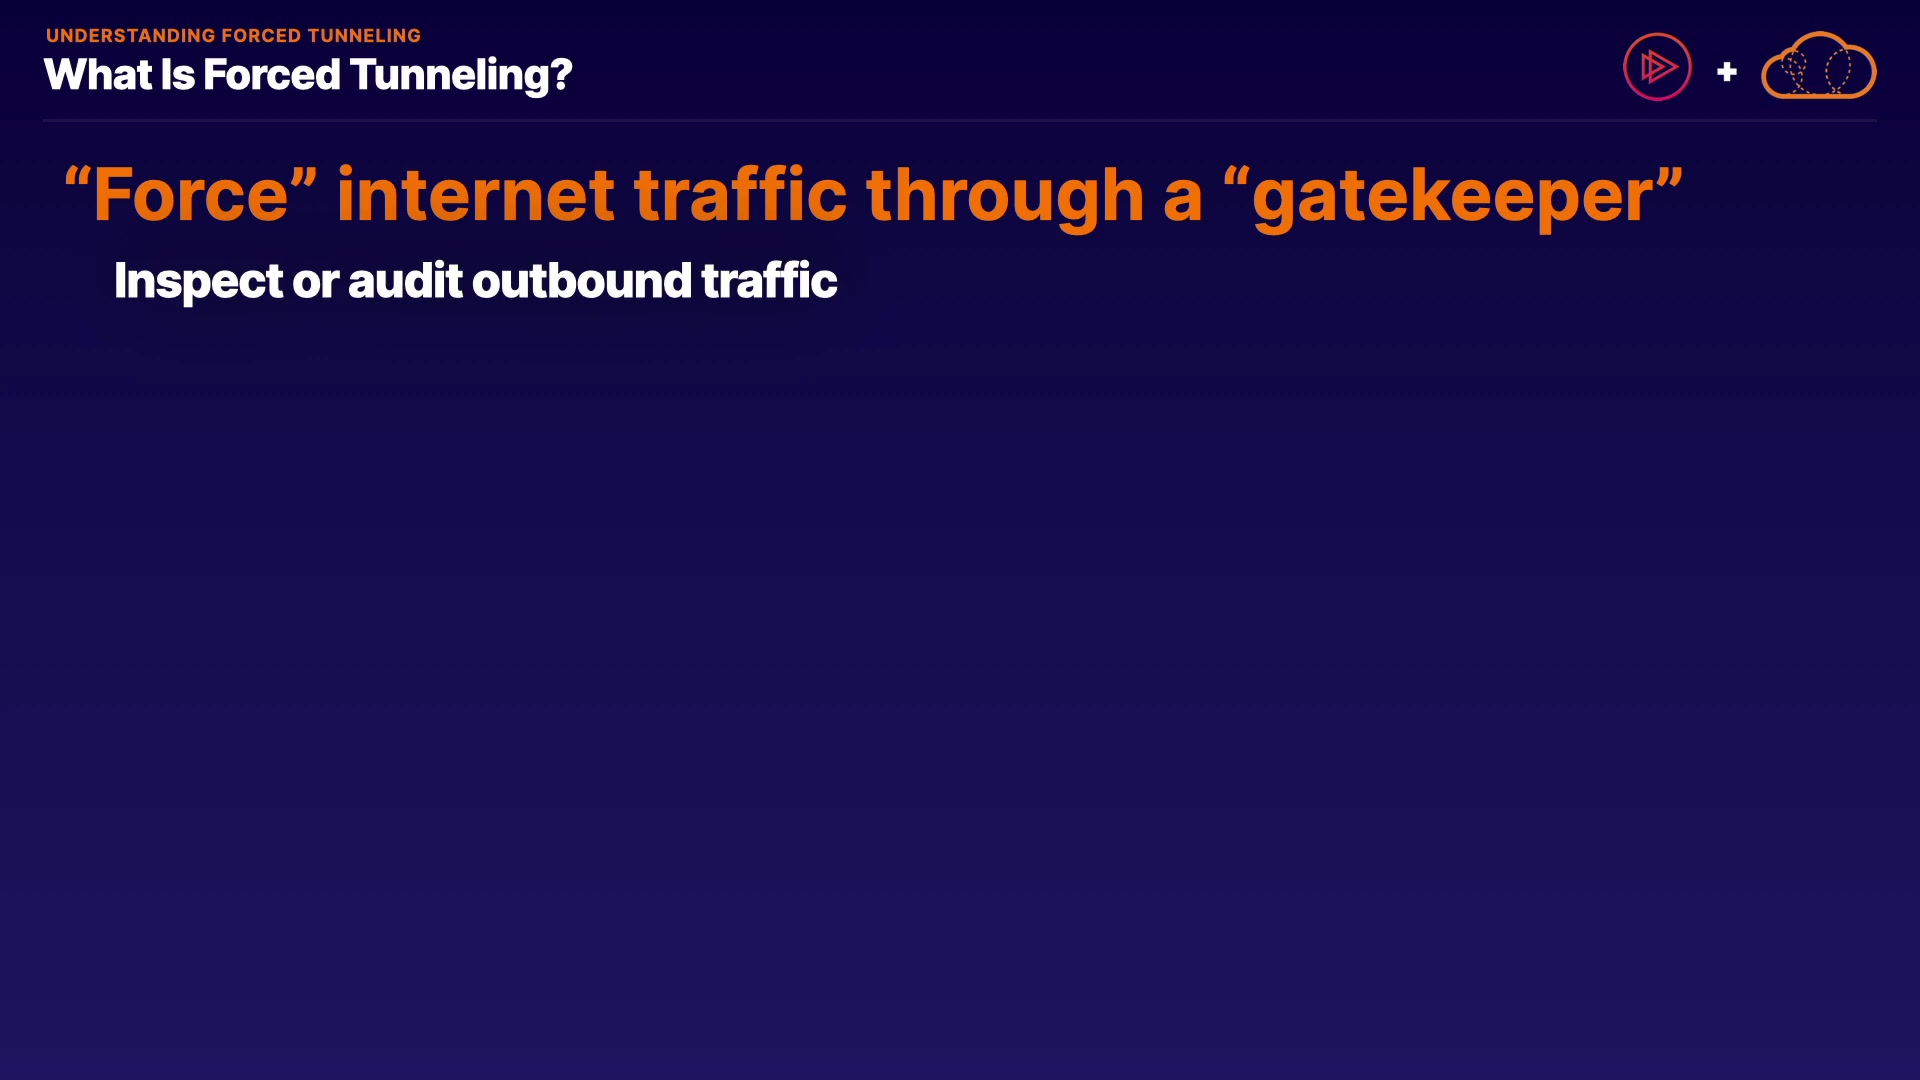 UNDERSTANDING FORCED TUNNELING
What Is Forced Tunneling?
+
“Force” internet traffic through a “gatekeeper”
Inspect or audit outbound traffic